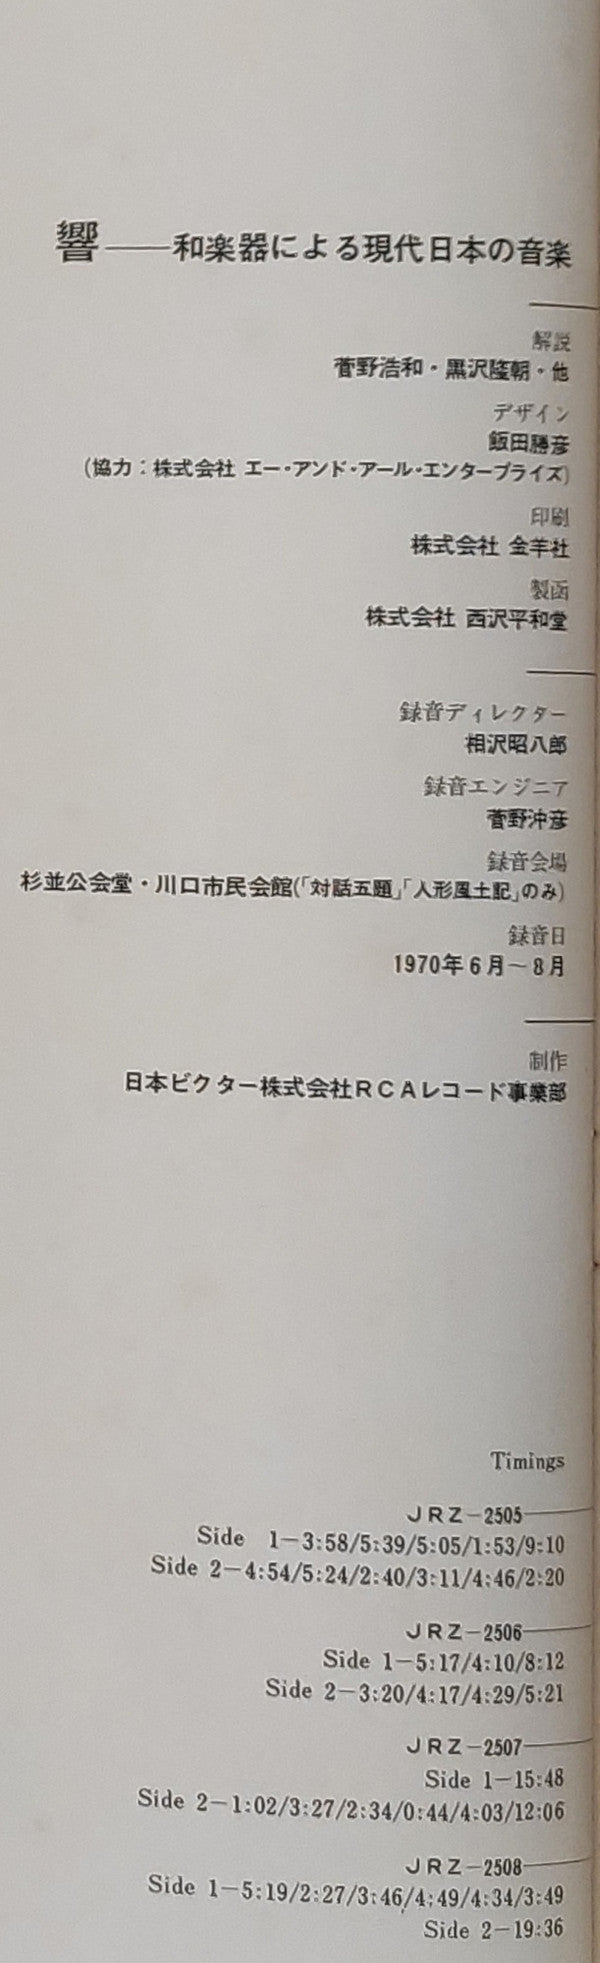 響——和楽器による現代日本の音楽
解説
菅野浩和・黒沢隆朝・他
デザイン
飯田勝彦
(協力:株式会社 エー・アンド・アール・エンタープライズ)
印刷
株式会社 金羊社
製函
株式会社 西沢平和堂
録音ディレクター
相沢昭八郎
録音エンジニア
菅野沖彦
録音会場
杉並公会堂・川口市民会館(「対話五題」「人形風土記」のみ)
録音日
1970年6月〜8月
制作
日本ビクター株式会社RCAレコード事業部
Timings
JRZ-2505
Side 1-3:58/5:39/5:05/1:53/9:10
Side 2-4:54/5:24/2:40/3:11/4:46/2:20
JRZ-2506
Side 1-5:17/4:10/8:12
Side 2-3:20/4:17/4:29/5:21
JRZ-2507
Side 1-15:48
Side 2-1:02/3:27/2:34/0:44/4:03/12:06
JRZ-2508
Side 1-5:19/2:27/3:46/4:49/4:34/3:49
Side 2-19:36